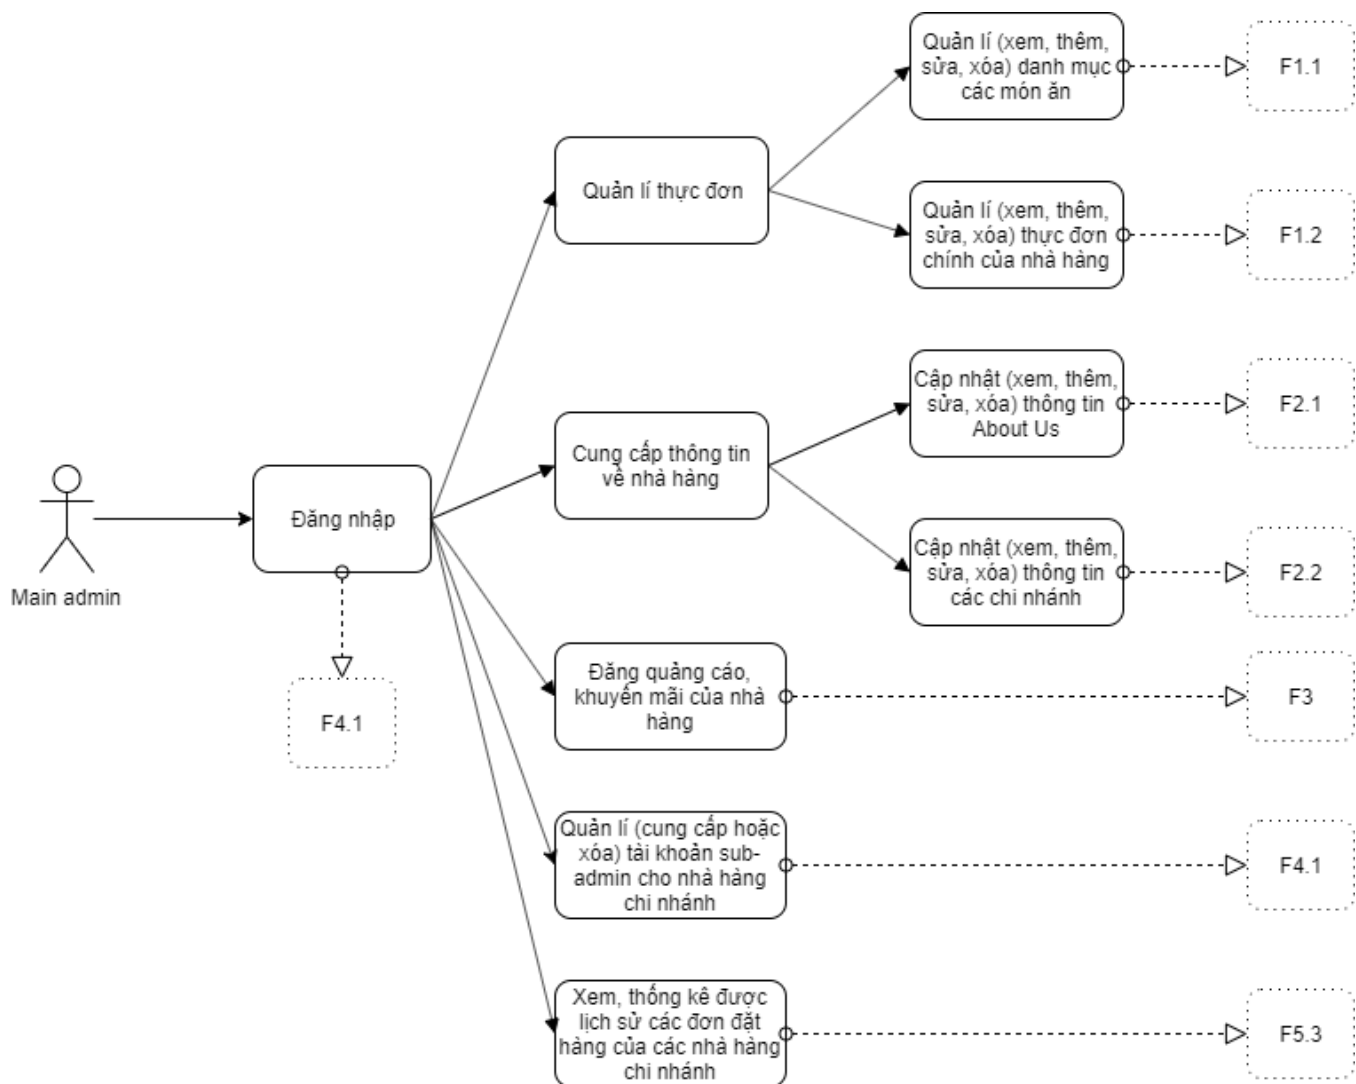 Quản lí (xem, thêm,
sửa, xóa) danh mục
các món ăn
F1.1
Quản lí thực đơn
Quản lí (xem, thêm,
sửa, xóa) thực đơn
chính của nhà hàng
F1.2
Cập nhật (xem, thêm,
sửa, xóa) thông tin
About Us
F2.1
Cung cấp thông tin
về nhà hàng
Đăng nhập
Main admin
Cập nhật (xem, thêm,
sửa, xóa) thông tin
các chi nhánh
F2.2
Đăng quảng cáo,
khuyến mãi của nhà
hàng
F3
F4.1
Quản lí (cung cấp hoặc
xóa) tài khoản sub-
admin cho nhà hàng
chi nhánh
F4.1
Xem, thống kê được
lịch sử các đơn đặt
hàng của các nhà hàng
chi nhánh
F5.3